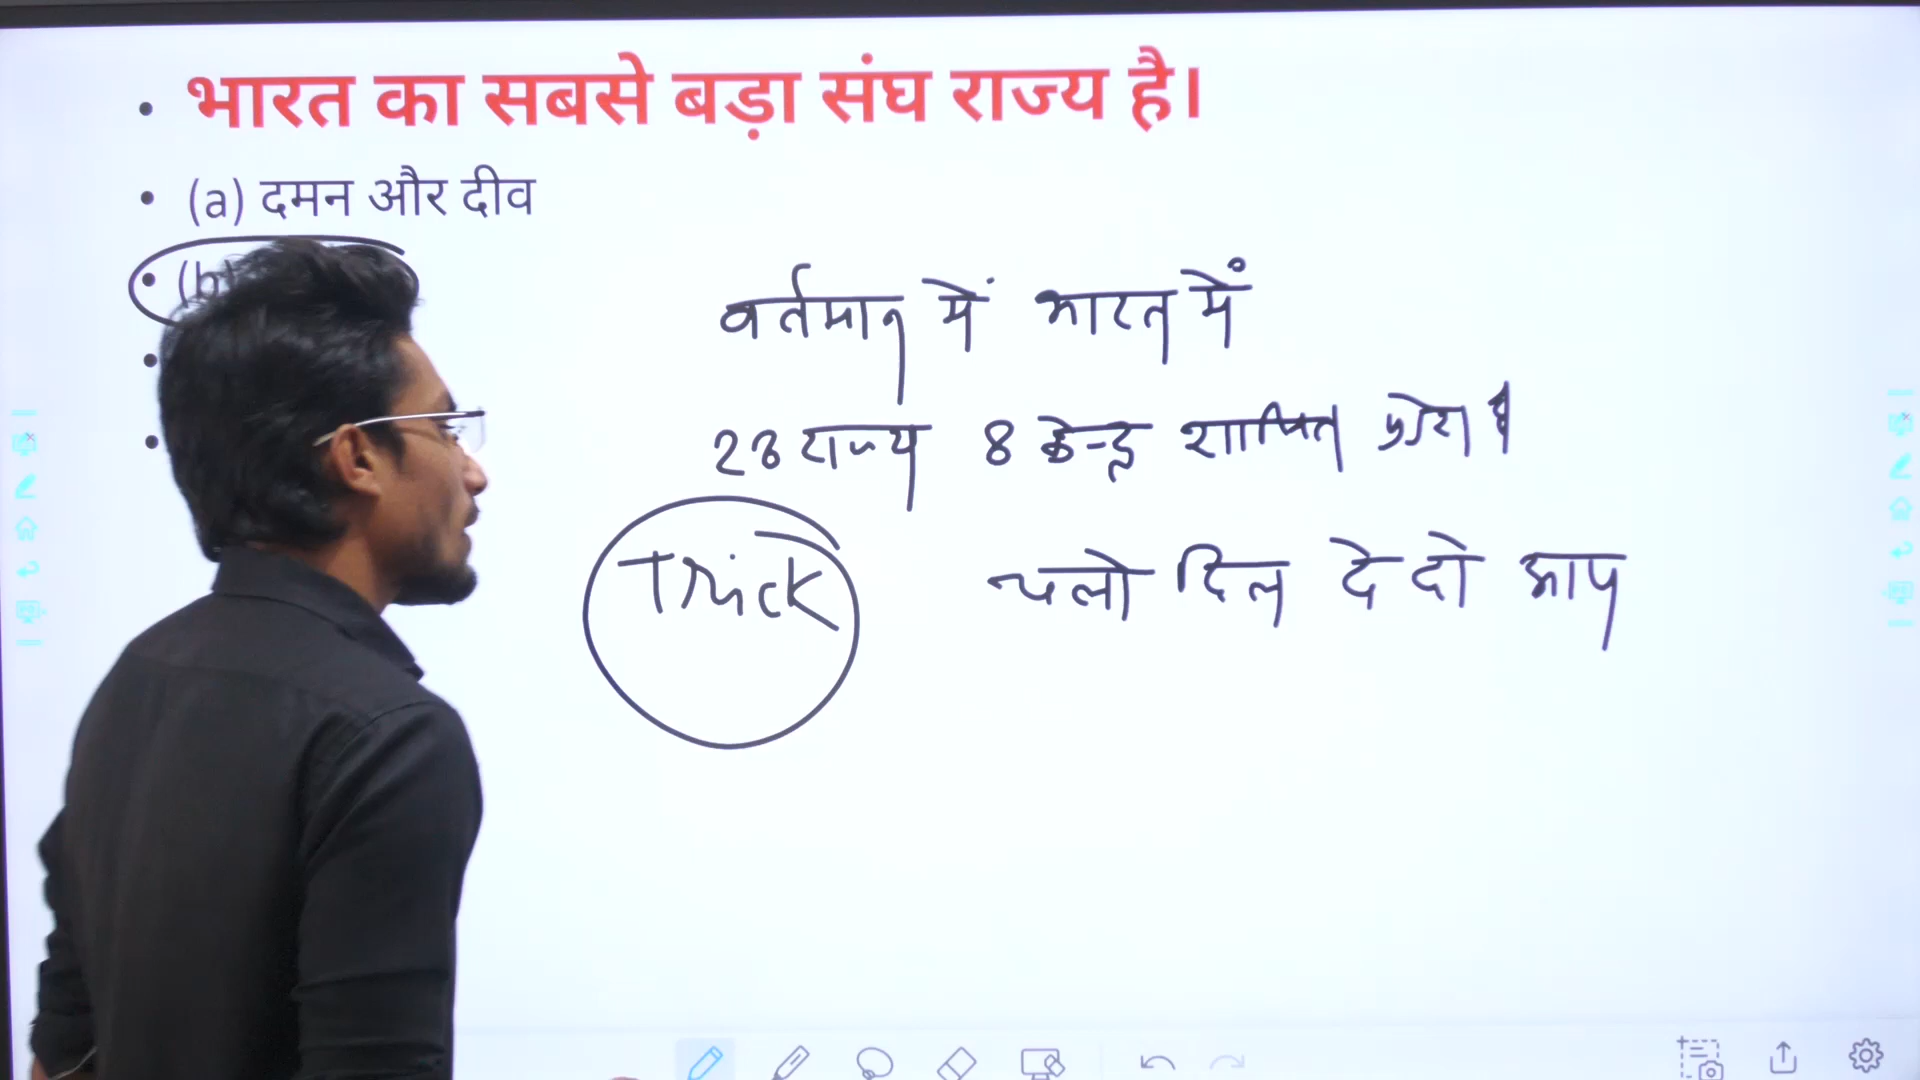 • भारत का सबसे बड़ा संघ राज्य है।
• (a) दमन और दीव
• (b)
•
•
वर्तमान में भारत में
28 राज्य 8 केन्द्र शासित प्रदेश है
Trick चलो दिल दे दो आप